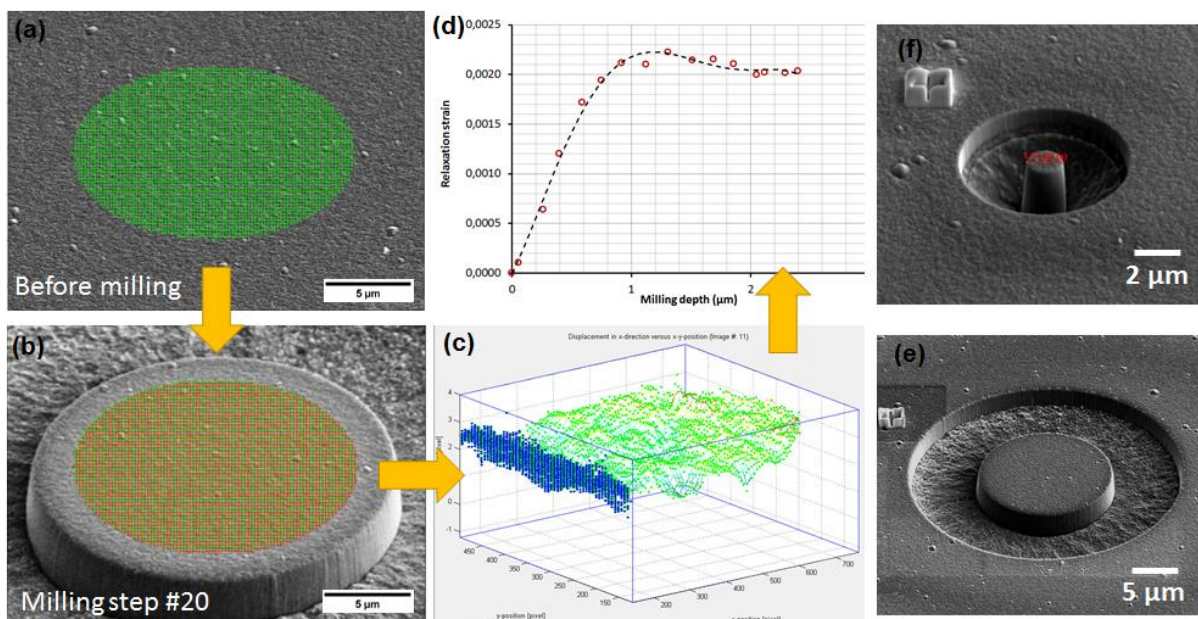 (a)
Before milling
5 µm
(b)
Milling step #20
5 µm
(c)
Displacement in x-direction versus x-y-position (Image #: 11)
4
3
2
1
0
-1
450
400
350
300
250
200
150
y-position [pixel]
200
300
400
500
600
700
x-position [pixel]
(d)
Relaxation strain
0,0025
0,0020
0,0015
0,0010
0,0005
0,0000
0
1
2
Milling depth (µm)
(f)
2 µm
(e)
5 µm